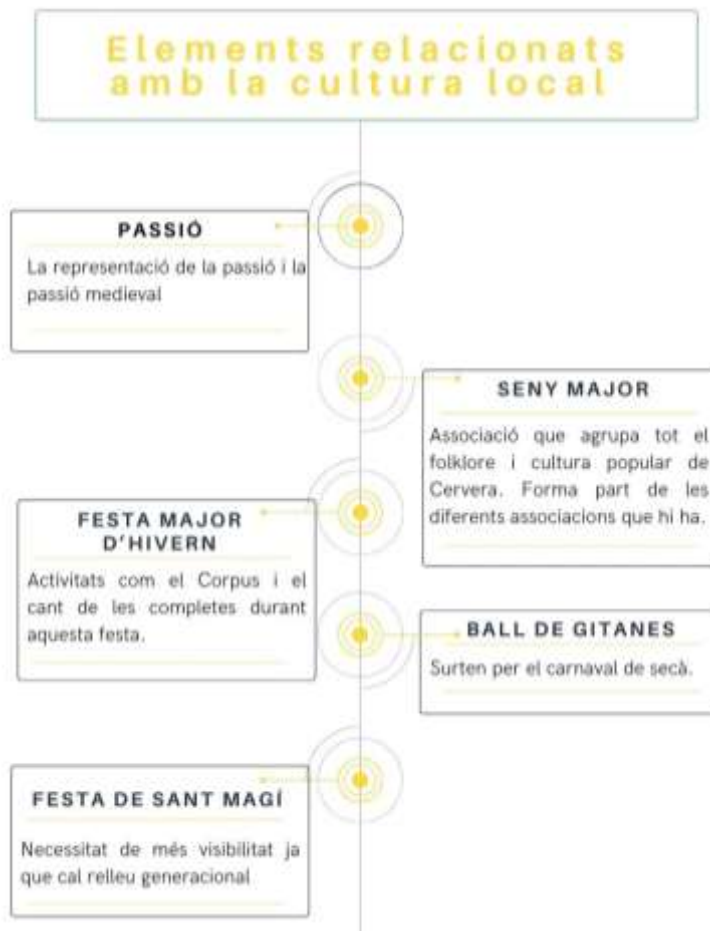 Elements relacionats
amb la cultura local
PASSIÓ
La representació de la passió i la
passió medieval
SENY MAJOR
Associació que agrupa tot el
folklore i cultura popular de
Cervera. Forma part de les
diferents associacions que hi ha.
FESTA MAJOR
D'HIVERN
Activitats com el Corpus i el
cant de les completes durant
aquesta festa.
BALL DE GITANES
Surten per el carnaval de secà.
FESTA DE SANT MAGÍ
Necessitat de més visibilitat ja
que cal relleu generacional